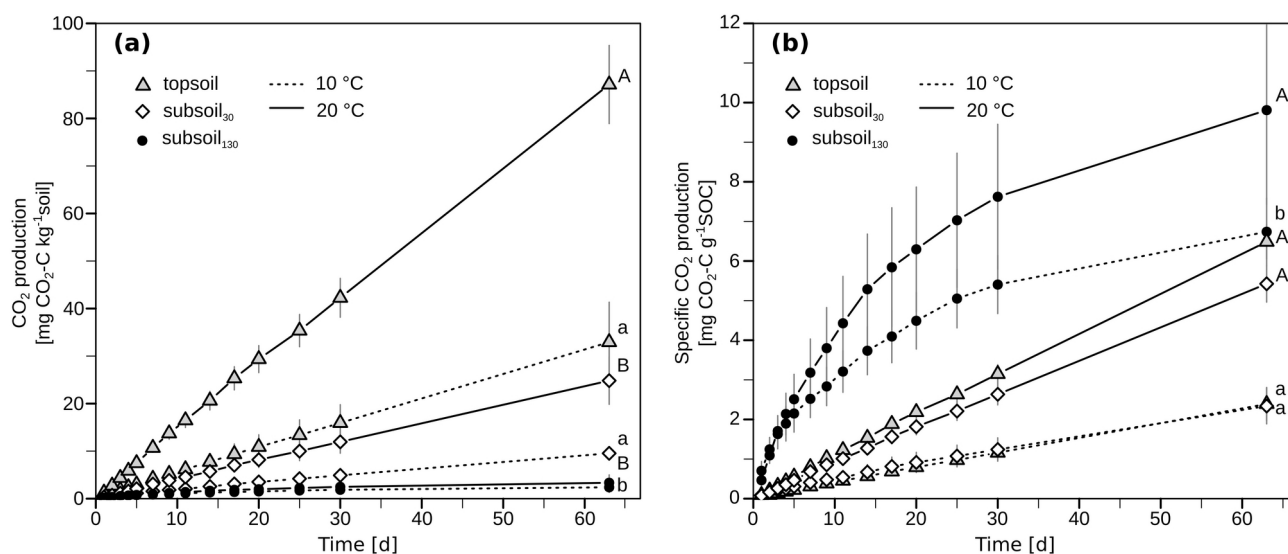 (a)
topsoil
10 °C
subsoil30
20 °C
subsoil130
CO2 production
[mg CO2-C kg-1soil]
100
80
60
40
20
0
A
a
B
a
B
b
0 10 20 30 40 50 60
Time [d]
(b)
topsoil
10 °C
subsoil30
20 °C
subsoil130
Specific CO2 production
[mg CO2-C g-1SOC]
12
10
8
6
4
2
0
A
b
A
A
a
a
0 10 20 30 40 50 60
Time [d]